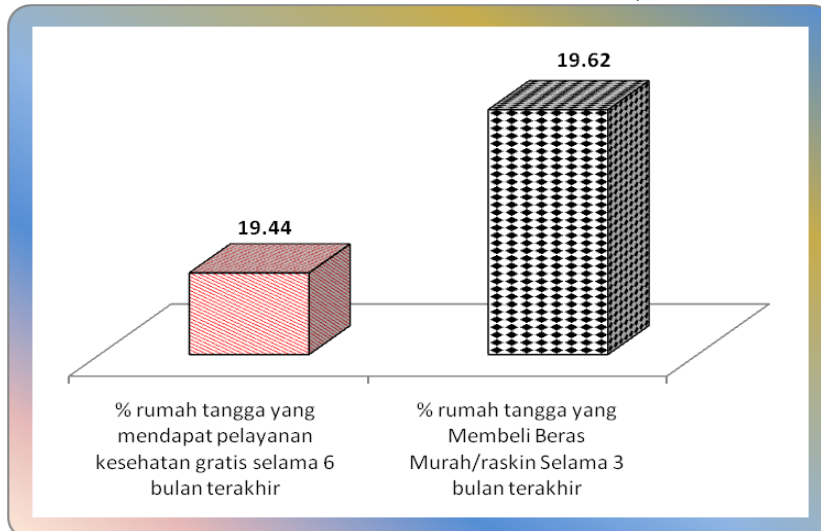 19.62
19.44
% rumah tangga yang
mendapat pelayanan
kesehatan gratis selama 6
bulan terakhir
% rumah tangga yang
Membeli Beras
Murah/raskin Selama 3
bulan terakhir